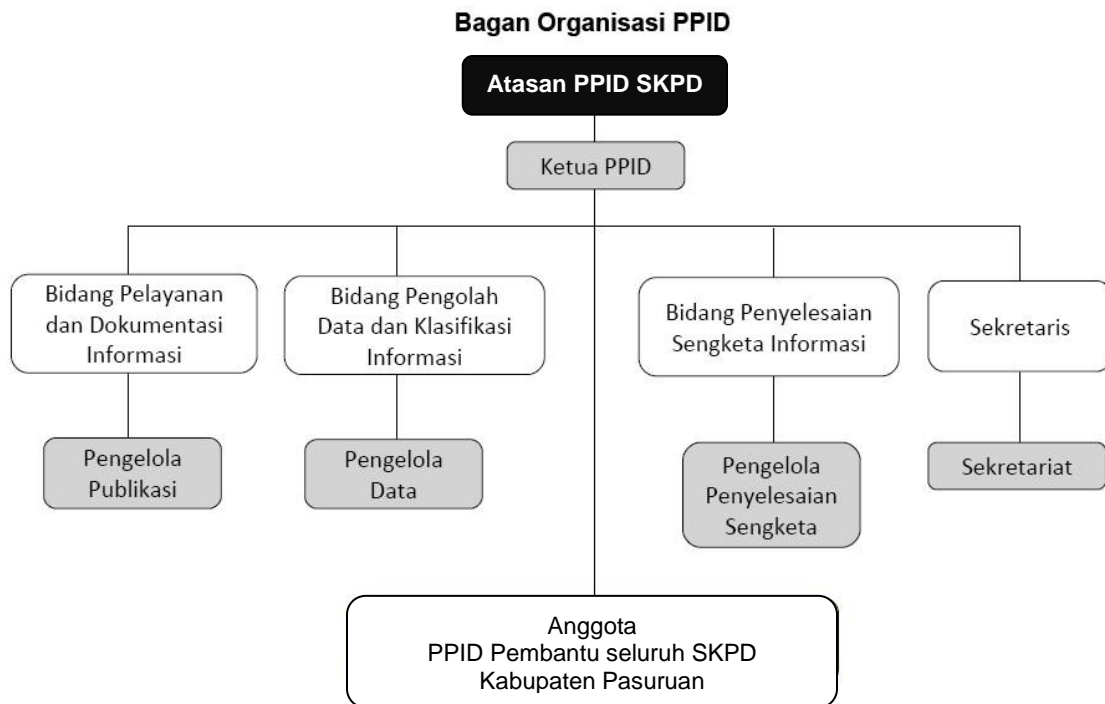 Bagan Organisasi PPID
Atasan PPID SKPD
Ketua PPID
Bidang Pelayanan
dan Dokumentasi
Informasi
Bidang Pengolah
Data dan Klasifikasi
Informasi
Bidang Penyelesaian
Sengketa Informasi
Sekretaris
Pengelola
Publikasi
Pengelola
Data
Pengelola
Penyelesaian
Sengketa
Sekretariat
Anggota
PPID Pembantu seluruh SKPD
Kabupaten Pasuruan